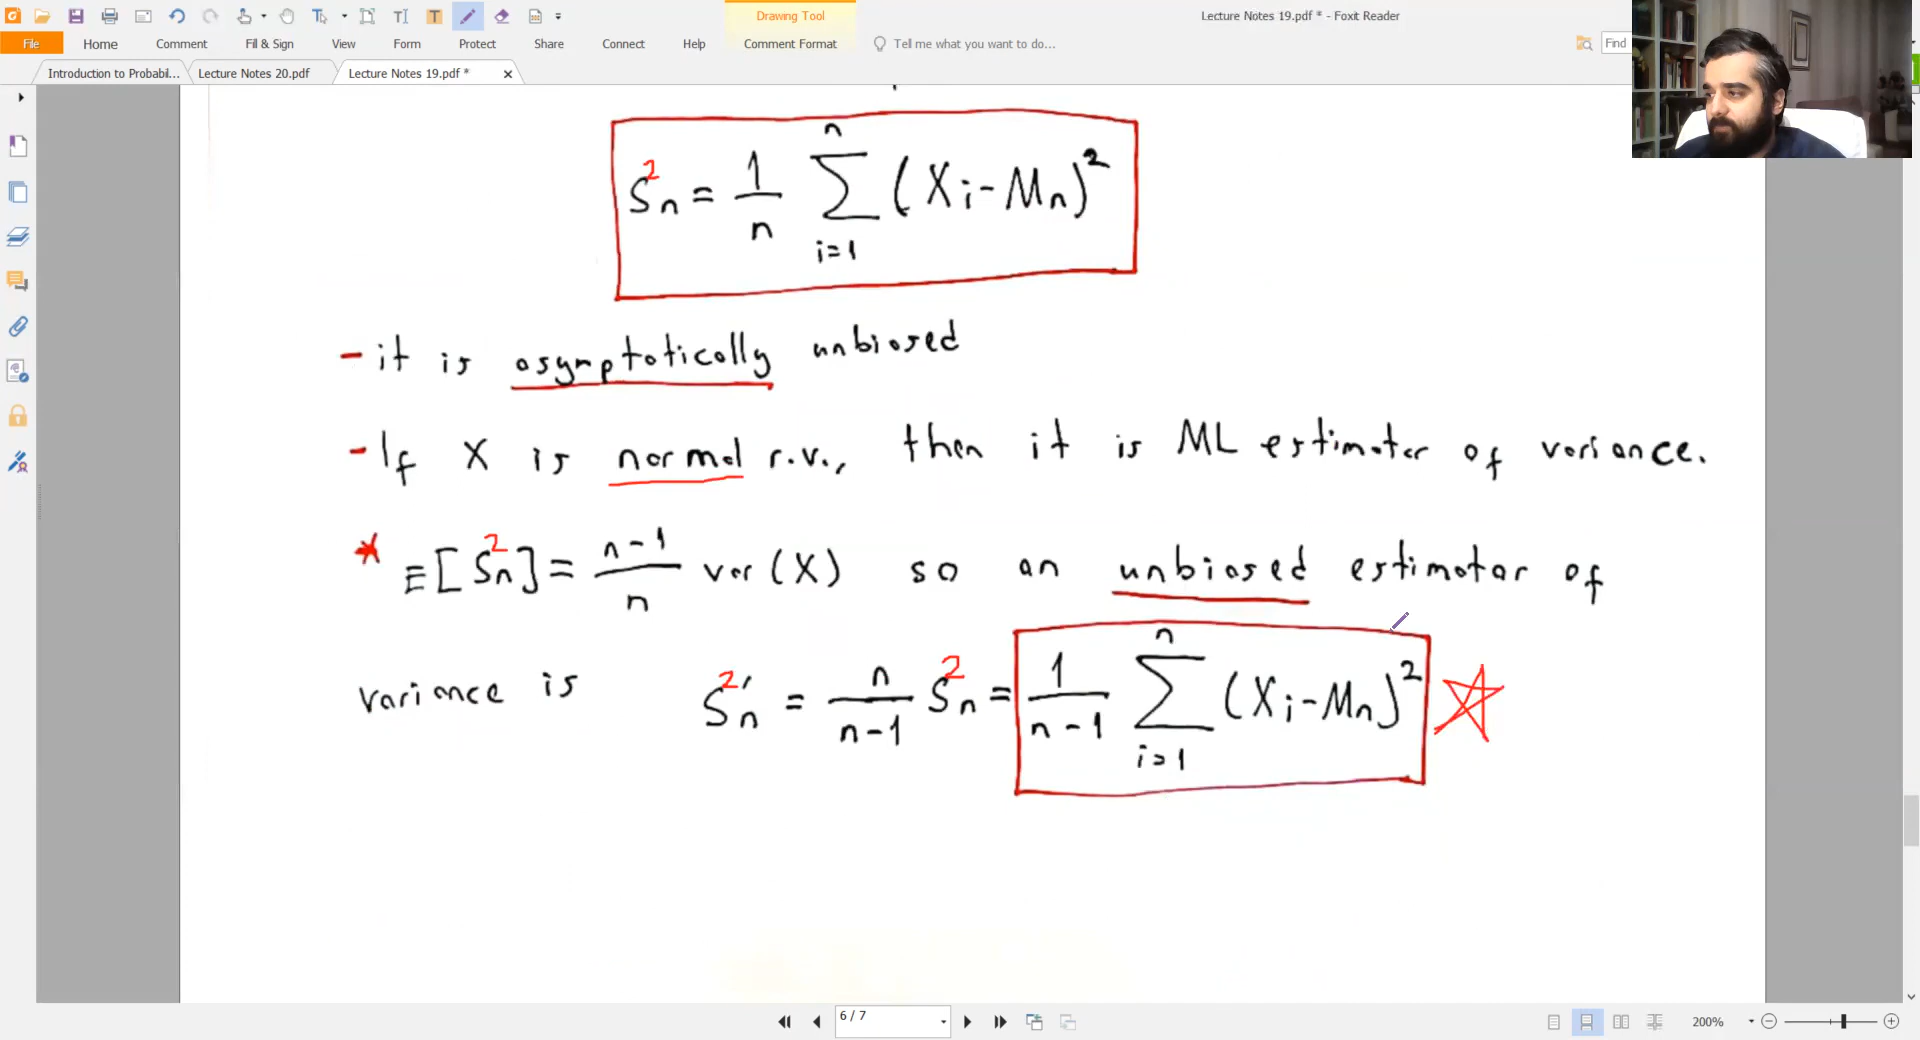 Lecture Notes 19.pdf * - Foxit Reader
Drawing Tool
File Home Comment Fill & Sign View Form Protect Share Connect Help Comment Format Tell me what you want to do... Find
Introduction to Probabil... Lecture Notes 20.pdf Lecture Notes 19.pdf *
S²n = 1/n Σ_{i=1}^{n} (Xi - Mn)²
- it is asymptotically unbiased
- If X is normal r.v., then it is ML estimator of variance.
* E[S²n] = n-1/n var(X) so an unbiased estimator of
variance is S²'n = n/n-1 S²n = 1/n-1 Σ_{i=1}^{n} (Xi - Mn)²
6 / 7
200%